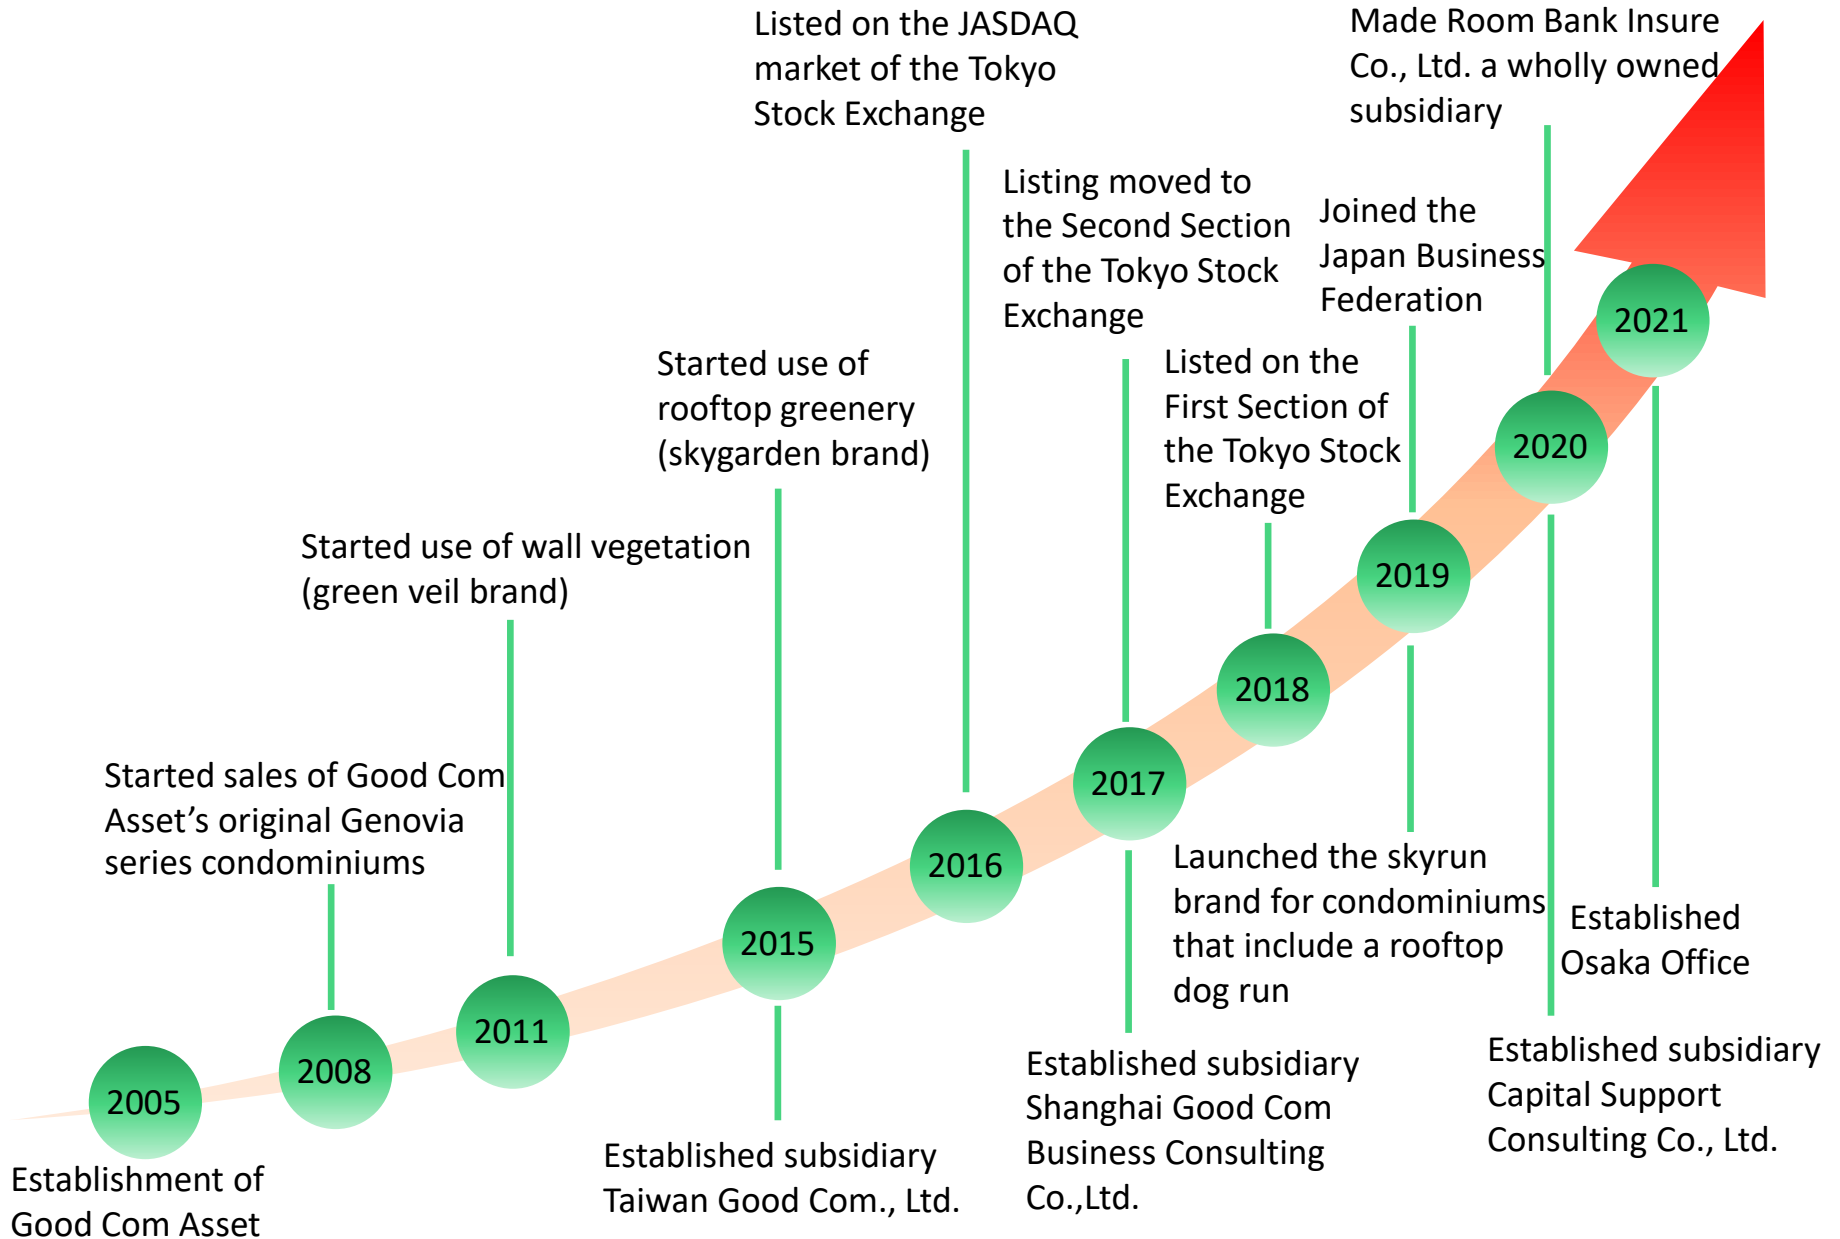 Listed on the JASDAQ
market of the Tokyo
Stock Exchange
Made Room Bank Insure
Co., Ltd. a wholly owned
subsidiary
Listing moved to
the Second Section
of the Tokyo Stock
Exchange
Joined the
Japan Business
Federation
2021
Started use of
rooftop greenery
(skygarden brand)
Listed on the
First Section of
the Tokyo Stock
Exchange
2020
Started use of wall vegetation
(green veil brand)
2019
2018
Started sales of Good Com
Asset’s original Genovia
series condominiums
2017
2016
Launched the skyrun
brand for condominiums
that include a rooftop
dog run
Established
Osaka Office
2015
2011
2008
2005
Establishment of
Good Com Asset
Established subsidiary
Taiwan Good Com., Ltd.
Established subsidiary
Shanghai Good Com
Business Consulting
Co.,Ltd.
Established subsidiary
Capital Support
Consulting Co., Ltd.